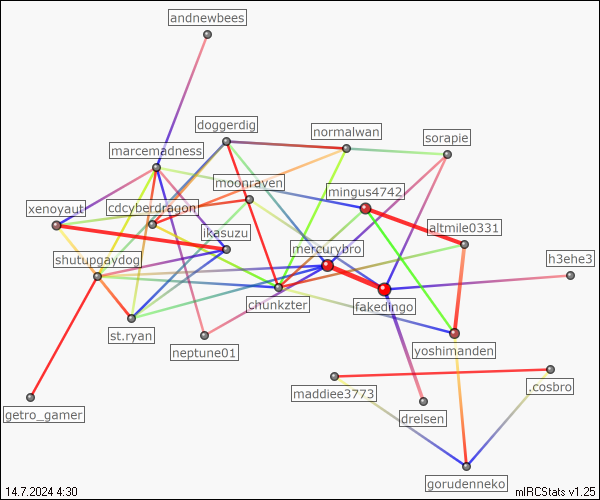 andnewbees
doggerdig
normalwan
sorapie
marcemadness
moonraven
mingus4742
xenoyaut
cdcyberdragon
ikasuzu
altmile0331
mercurybro
shutupgaydog
h3ehe3
chunkzter
fakedingo
st.ryan
neptune01
yoshimanden
maddiee3773
.cosbro
getro_gamer
drelsen
gorudenneko
14.7.2024 4:30
mIRCStats v1.25